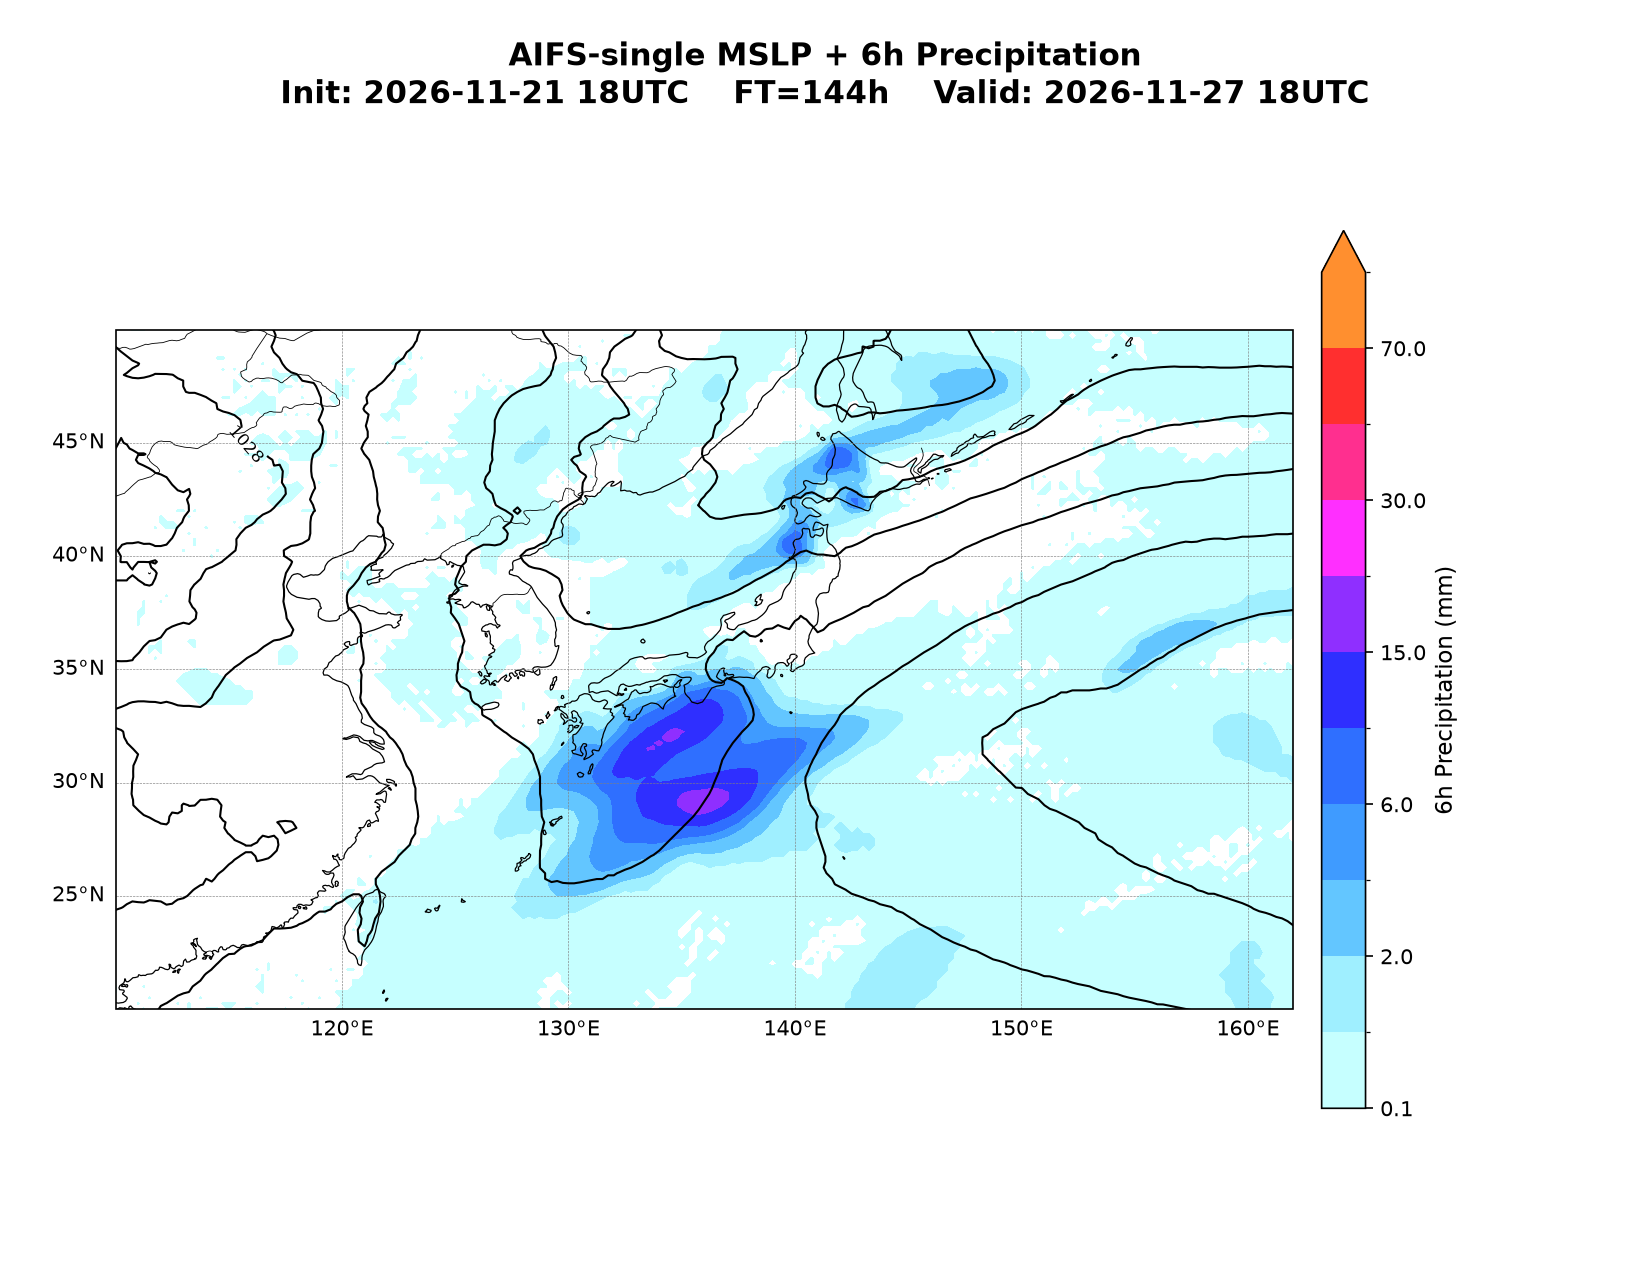 AIFS-single MSLP + 6h Precipitation
Init: 2026-11-21 18UTC    FT=144h    Valid: 2026-11-27 18UTC
70.0
30.0
15.0
6.0
2.0
0.1
6h Precipitation (mm)
45°N
40°N
35°N
30°N
25°N
1028
120°E
130°E
140°E
150°E
160°E